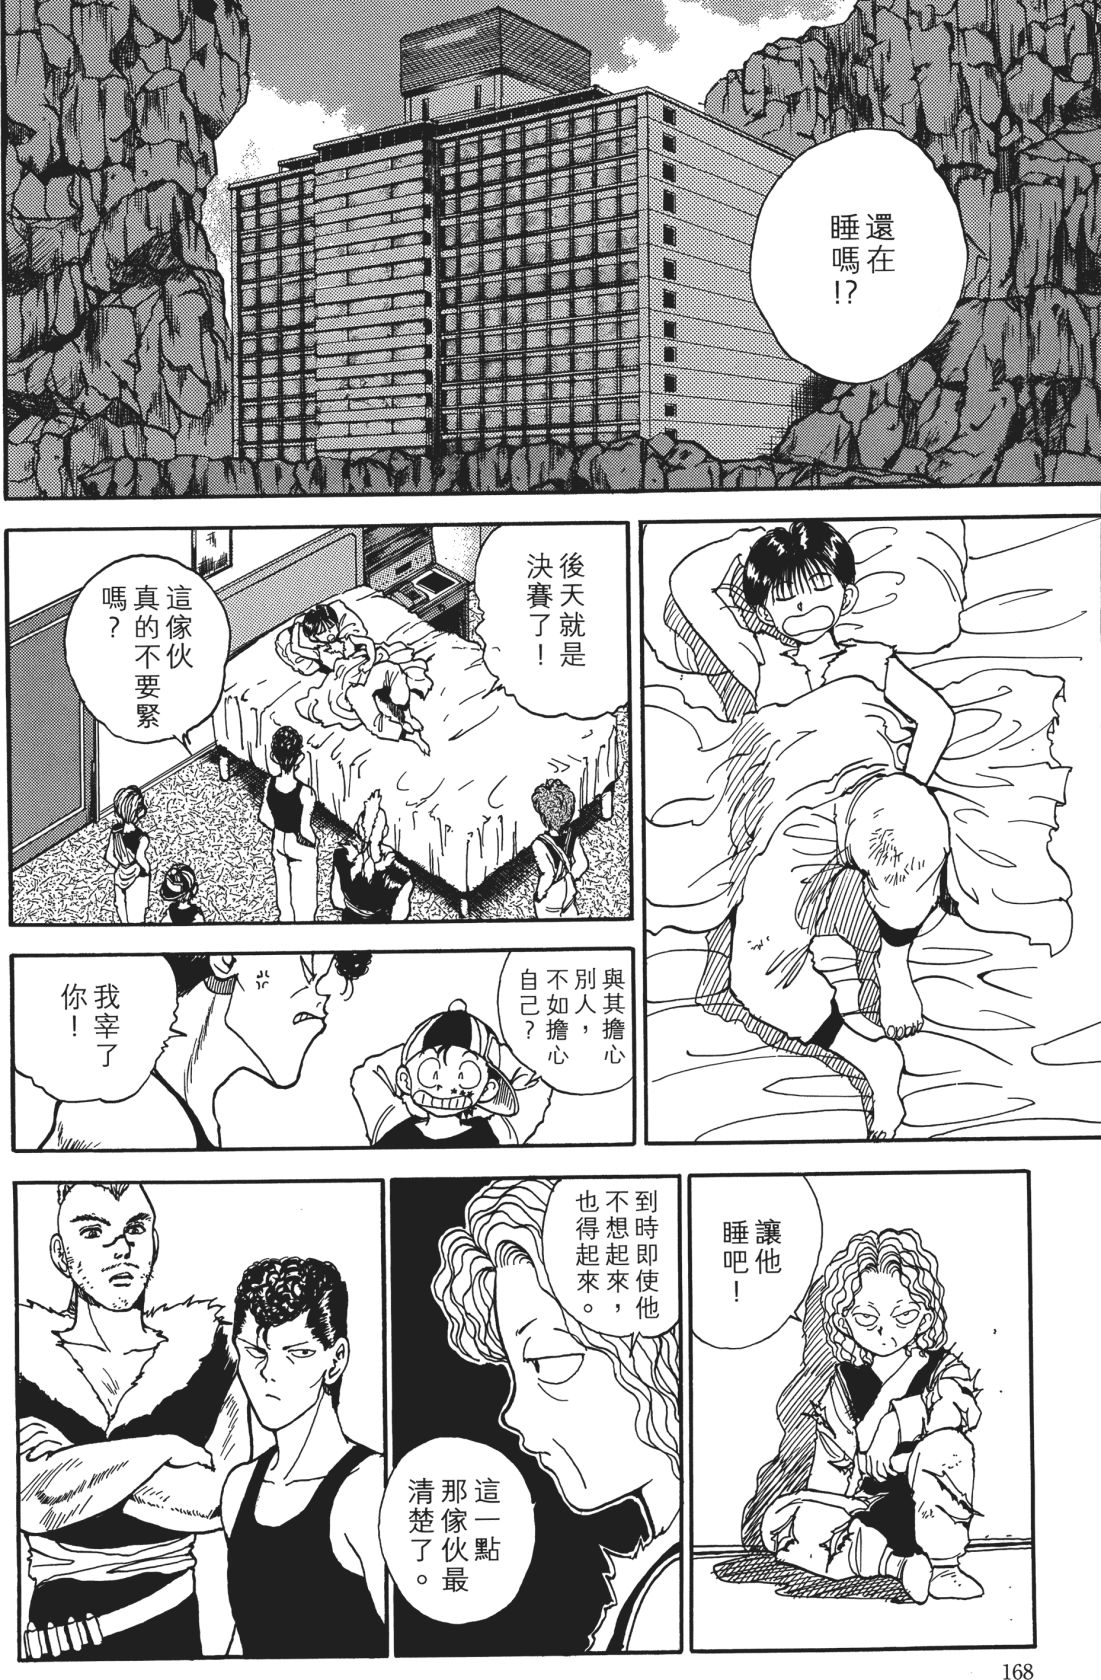 還在
睡嗎!?
後天就是
決賽了！
這傢伙
真的不要緊
嗎？
與其擔心
別人，
不如擔心
自己？
我宰了
你！
讓他
睡吧！
到時即使他
不想起來，
也得起來。
這一點
那傢伙最
清楚了。
168